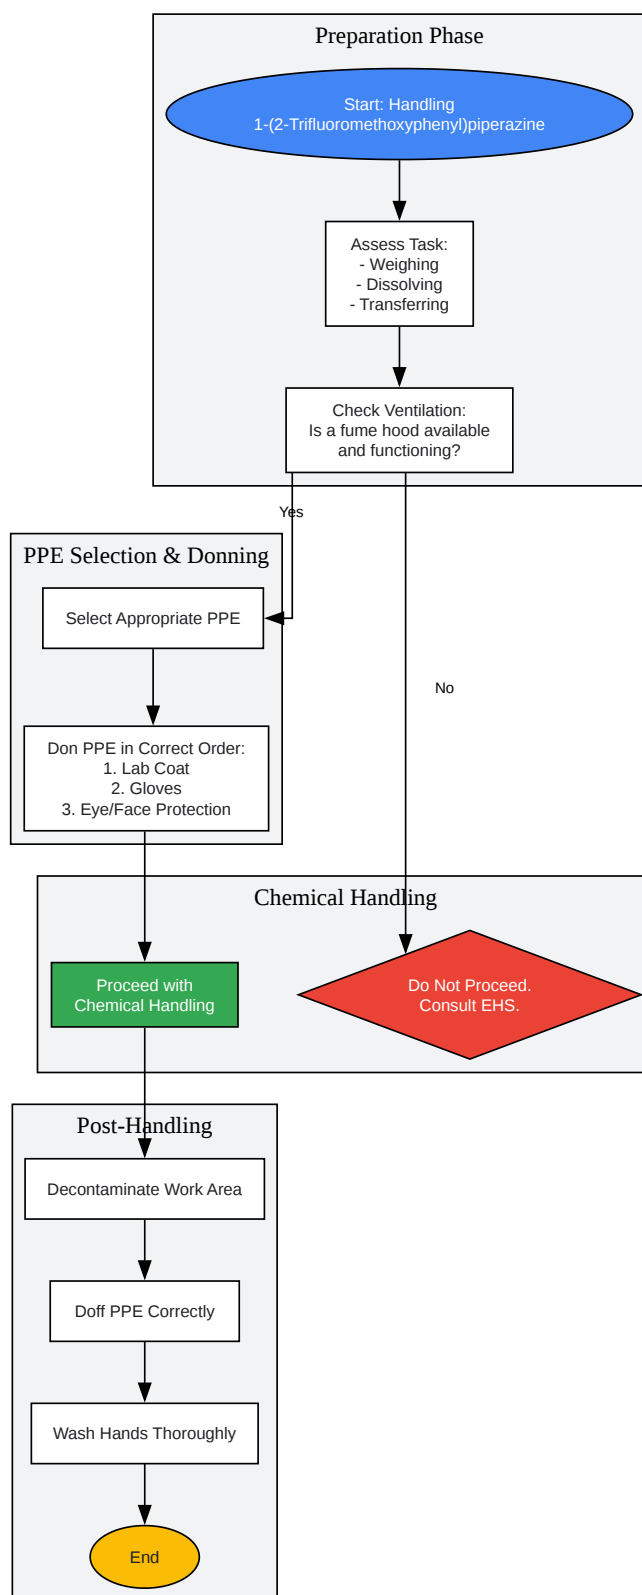 Preparation Phase
Start: Handling
1-(2-Trifluoromethoxyphenyl)piperazine
Assess Task:
- Weighing
- Dissolving
- Transferring
Check Ventilation:
Is a fume hood available
and functioning?
Yes
No
PPE Selection & Donning
Select Appropriate PPE
Don PPE in Correct Order:
1. Lab Coat
2. Gloves
3. Eye/Face Protection
Chemical Handling
Proceed with
Chemical Handling
Do Not Proceed.
Consult EHS.
Post-Handling
Decontaminate Work Area
Doff PPE Correctly
Wash Hands Thoroughly
End